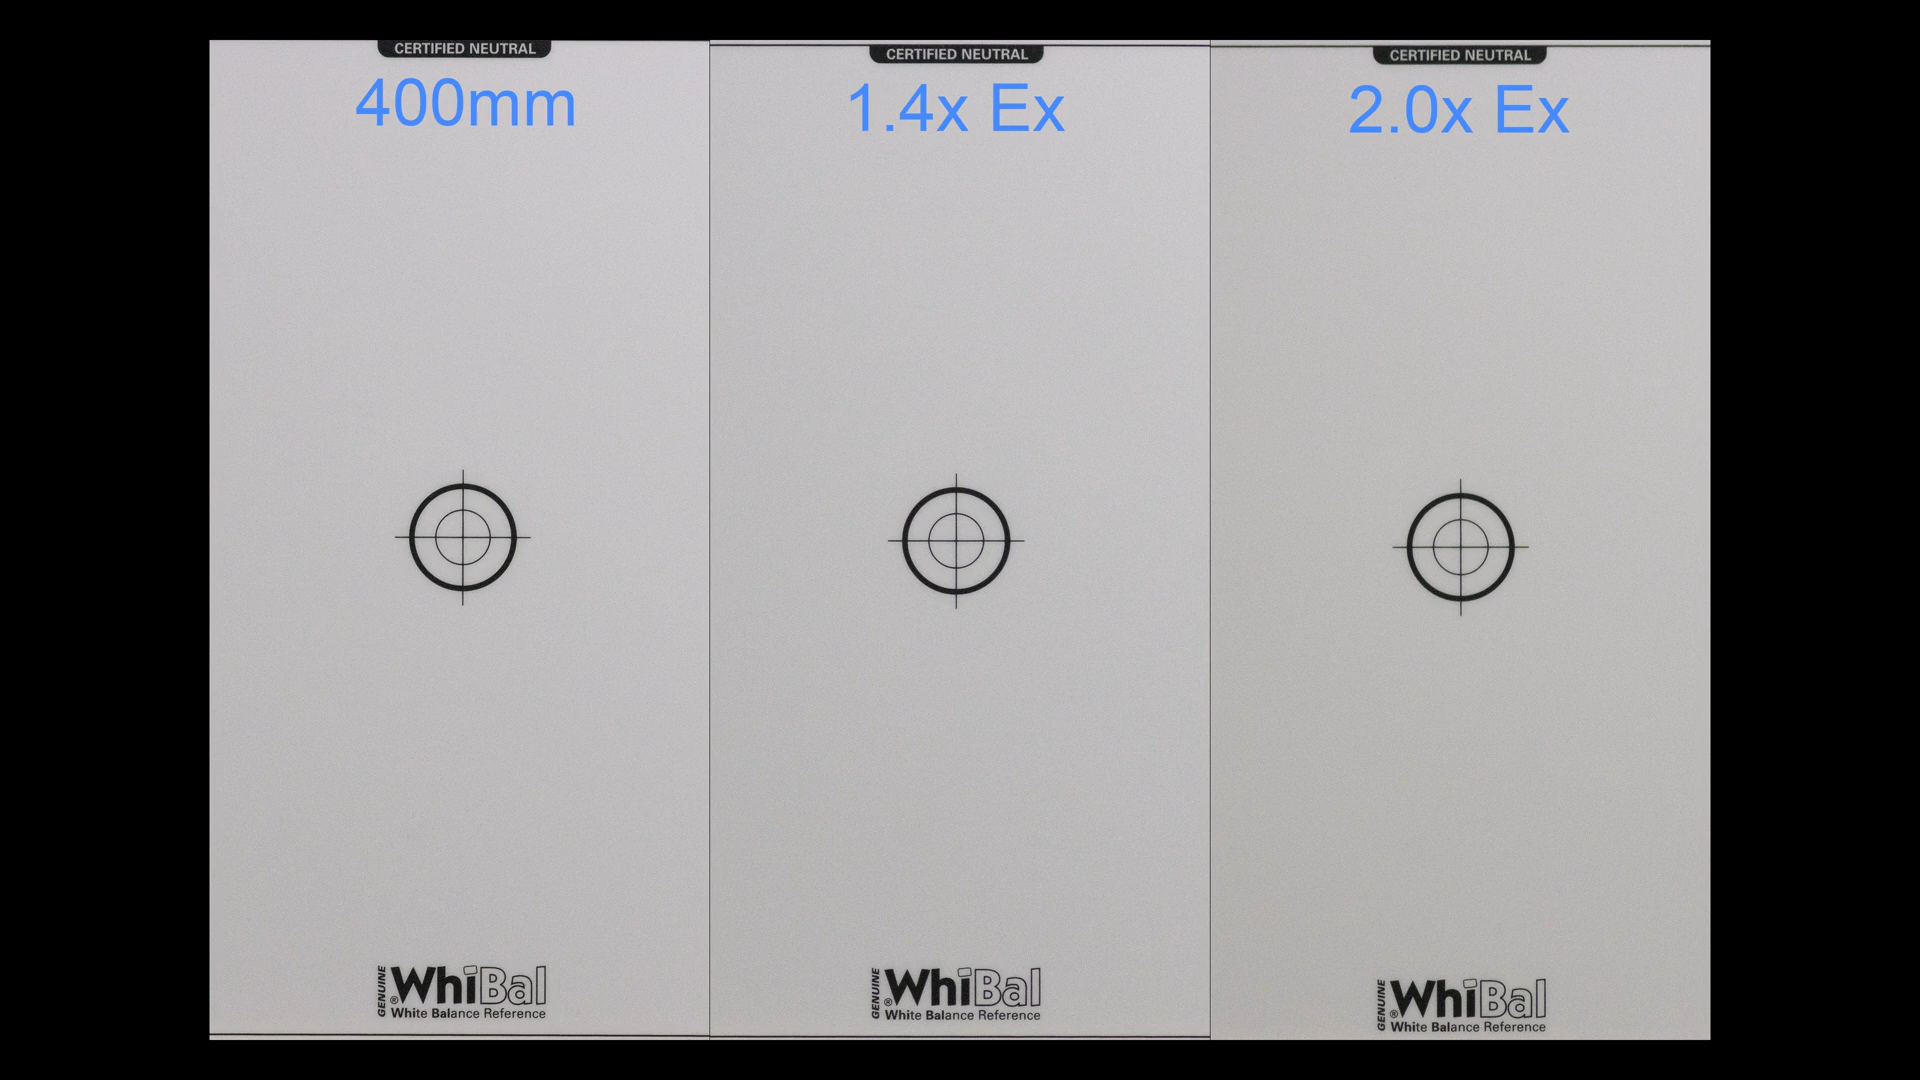 CERTIFIED NEUTRAL
400mm
GENUINE
®WhiBal
White Balance Reference
CERTIFIED NEUTRAL
1.4x Ex
GENUINE
®WhiBal
White Balance Reference
CERTIFIED NEUTRAL
2.0x Ex
GENUINE
®WhiBal
White Balance Reference